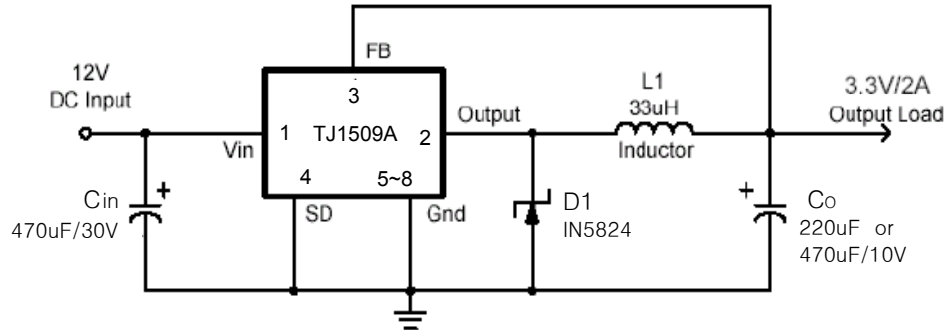 FB
12V
DC Input
3
L1
33uH
3.3V/2A
Output Load
Output
Vin
1
TJ1509A
2
Inductor
4
5~8
Cin
470uF/30V
+
SD
Gnd
D1
IN5824
+
Co
220uF or
470uF/10V